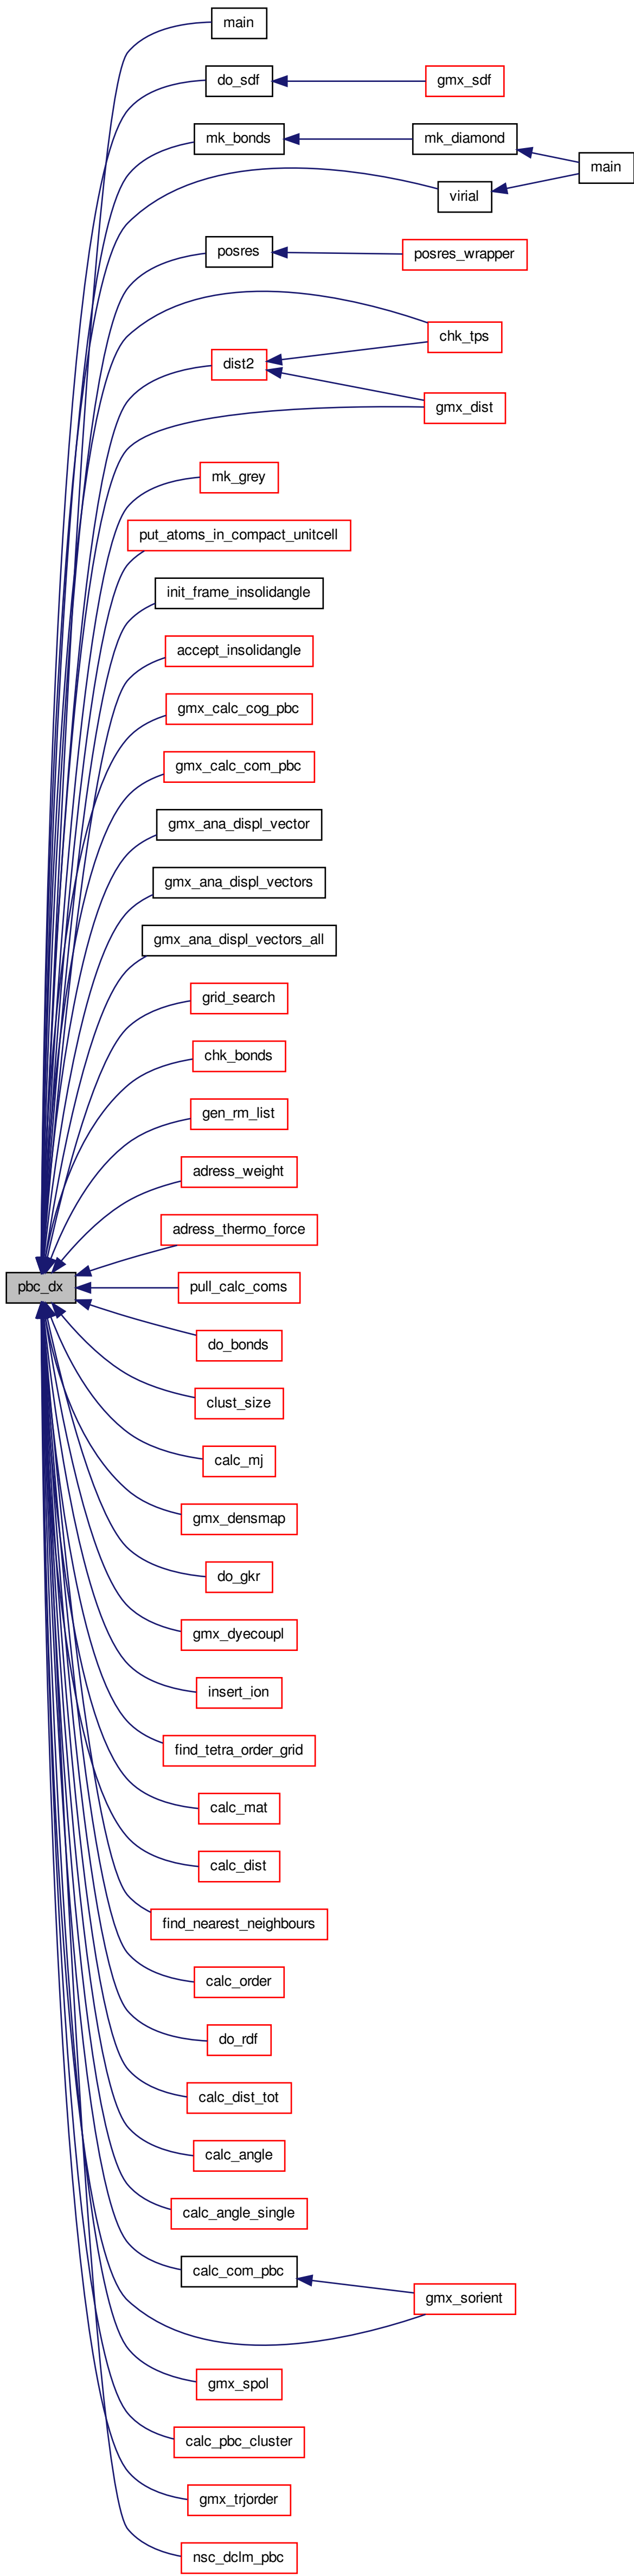 main
do_sdf
gmx_sdf
mk_bonds
mk_diamond
main
virial
posres
posres_wrapper
chk_tps
dist2
gmx_dist
mk_grey
put_atoms_in_compact_unitcell
init_frame_insolidangle
accept_insolidangle
gmx_calc_cog_pbc
gmx_calc_com_pbc
gmx_ana_displ_vector
gmx_ana_displ_vectors
gmx_ana_displ_vectors_all
grid_search
chk_bonds
gen_rm_list
adress_weight
adress_thermo_force
pbc_dx
pull_calc_coms
do_bonds
clust_size
calc_mj
gmx_densmap
do_gkr
gmx_dyecoupl
insert_ion
find_tetra_order_grid
calc_mat
calc_dist
find_nearest_neighbours
calc_order
do_rdf
calc_dist_tot
calc_angle
calc_angle_single
calc_com_pbc
gmx_sorient
gmx_spol
calc_pbc_cluster
gmx_trjorder
nsc_dclm_pbc